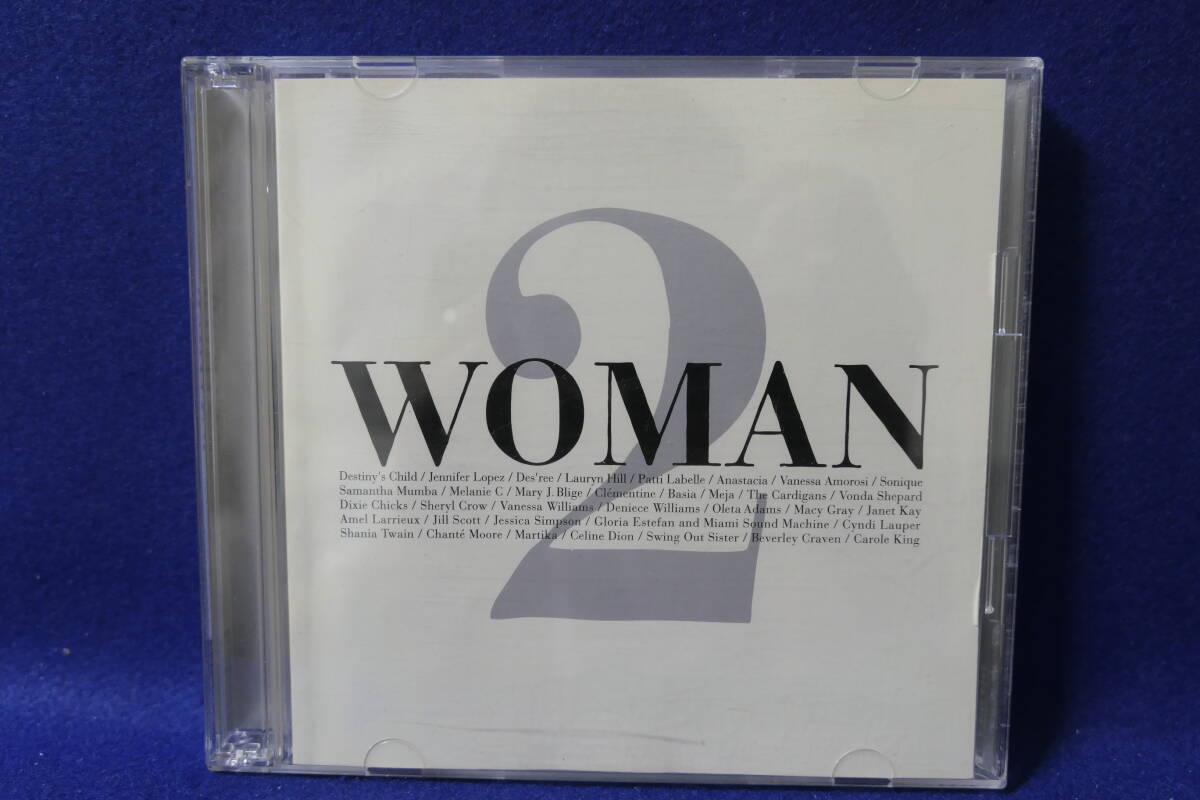 2
WOMAN
Destiny's Child / Jennifer Lopez / Des'ree / Lauryn Hill / Patti Labelle / Anastacia / Vanessa Amorosi / Sonique
Samantha Mumba / Melanie C / Mary J. Blige / Clémentine / Basia / Meja / The Cardigans / Vonda Shepard
Dixie Chicks / Sheryl Crow / Vanessa Williams / Deniece Williams / Oleta Adams / Macy Gray / Janet Kay
Amel Larrieux / Jill Scott / Jessica Simpson / Gloria Estefan and Miami Sound Machine / Cyndi Lauper
Shania Twain / Chanté Moore / Martika / Celine Dion / Swing Out Sister / Beverley Craven / Carole King